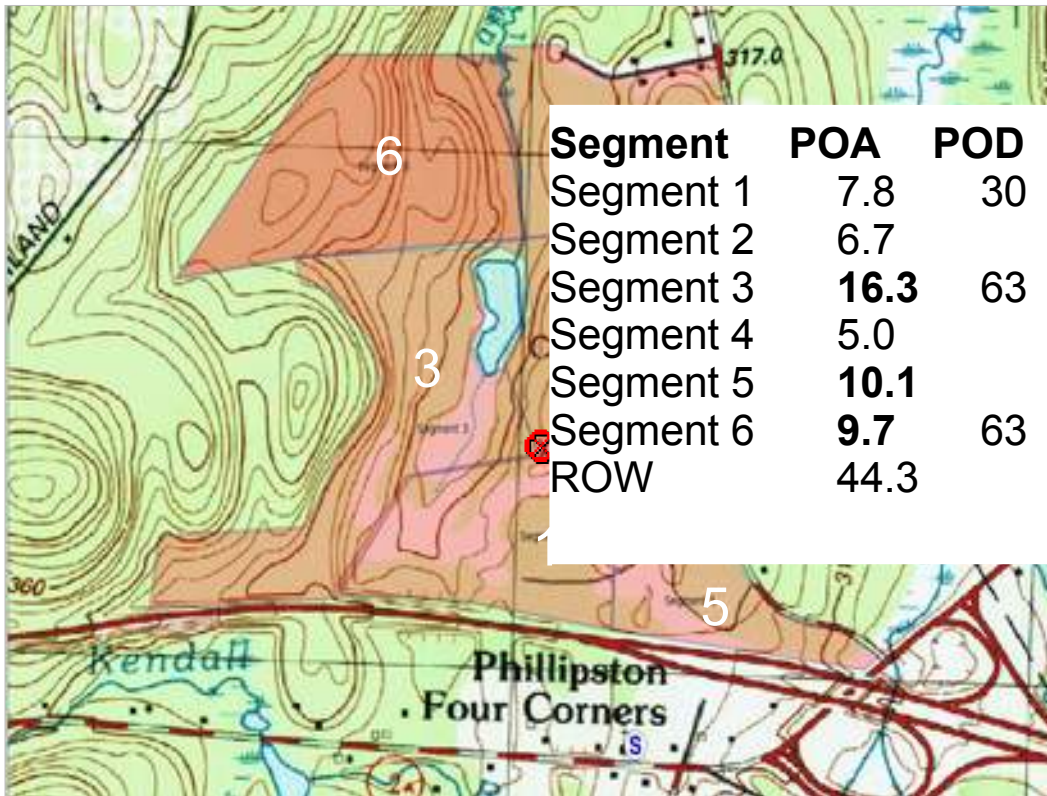 317.0
6
Segment POA POD
Segment 1 7.8 30
Segment 2 6.7
Segment 3 16.3 63
Segment 4 5.0
Segment 5 10.1
Segment 6 9.7 63
ROW 44.3
3
Segment 3
360
5
Kendall
Phillipston
Four Corners
S